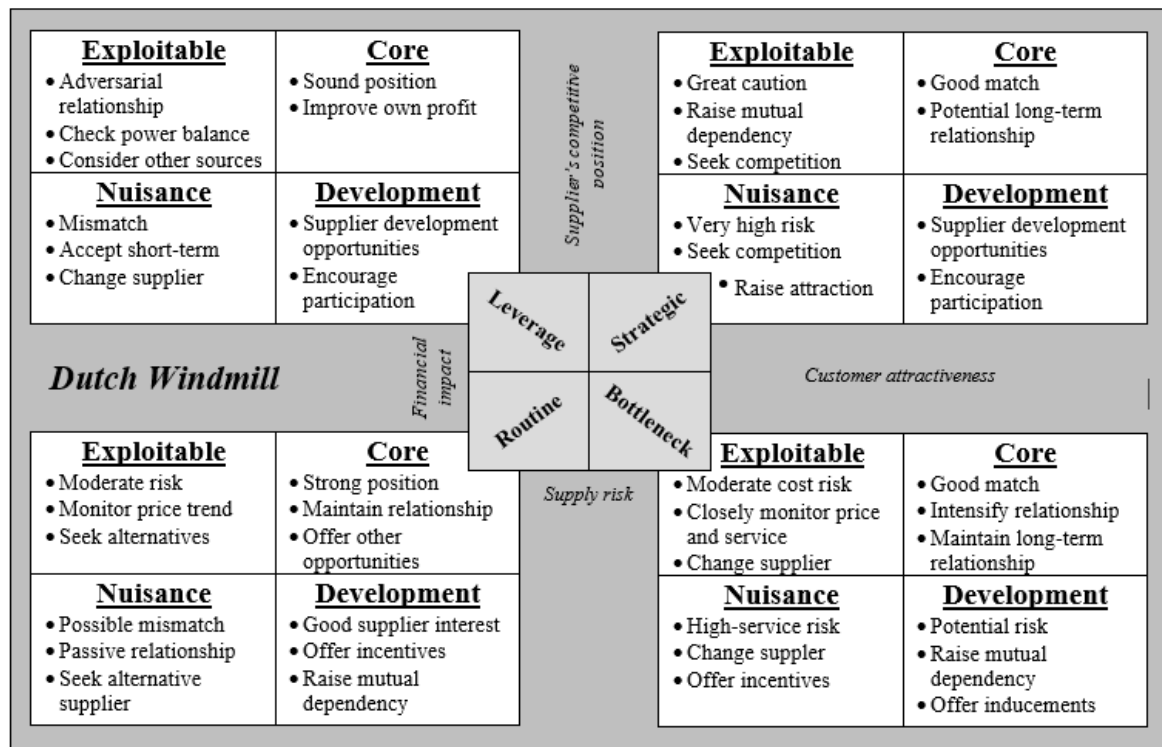 Exploitable
• Adversarial
relationship
• Check power balance
• Consider other sources
Core
• Sound position
• Improve own profit
Nuisance
• Mismatch
• Accept short-term
• Change supplier
Development
• Supplier development
opportunities
• Encourage
participation
Supplier's competitive
position
Exploitable
• Great caution
• Raise mutual
dependency
• Seek competition
Core
• Good match
• Potential long-term
relationship
Nuisance
• Very high risk
• Seek competition
• Raise attraction
Development
• Supplier development
opportunities
• Encourage
participation
Leverage
Strategic
Routine
Bottleneck
Dutch Windmill
Financial
impact
Customer attractiveness
Supply risk
Exploitable
• Moderate risk
• Monitor price trend
• Seek alternatives
Core
• Strong position
• Maintain relationship
• Offer other
opportunities
Nuisance
• Possible mismatch
• Passive relationship
• Seek alternative
supplier
Development
• Good supplier interest
• Offer incentives
• Raise mutual
dependency
Exploitable
• Moderate cost risk
• Closely monitor price
and service
• Change supplier
Core
• Good match
• Intensify relationship
• Maintain long-term
relationship
Nuisance
• High-service risk
• Change suppler
• Offer incentives
Development
• Potential risk
• Raise mutual
dependency
• Offer inducements